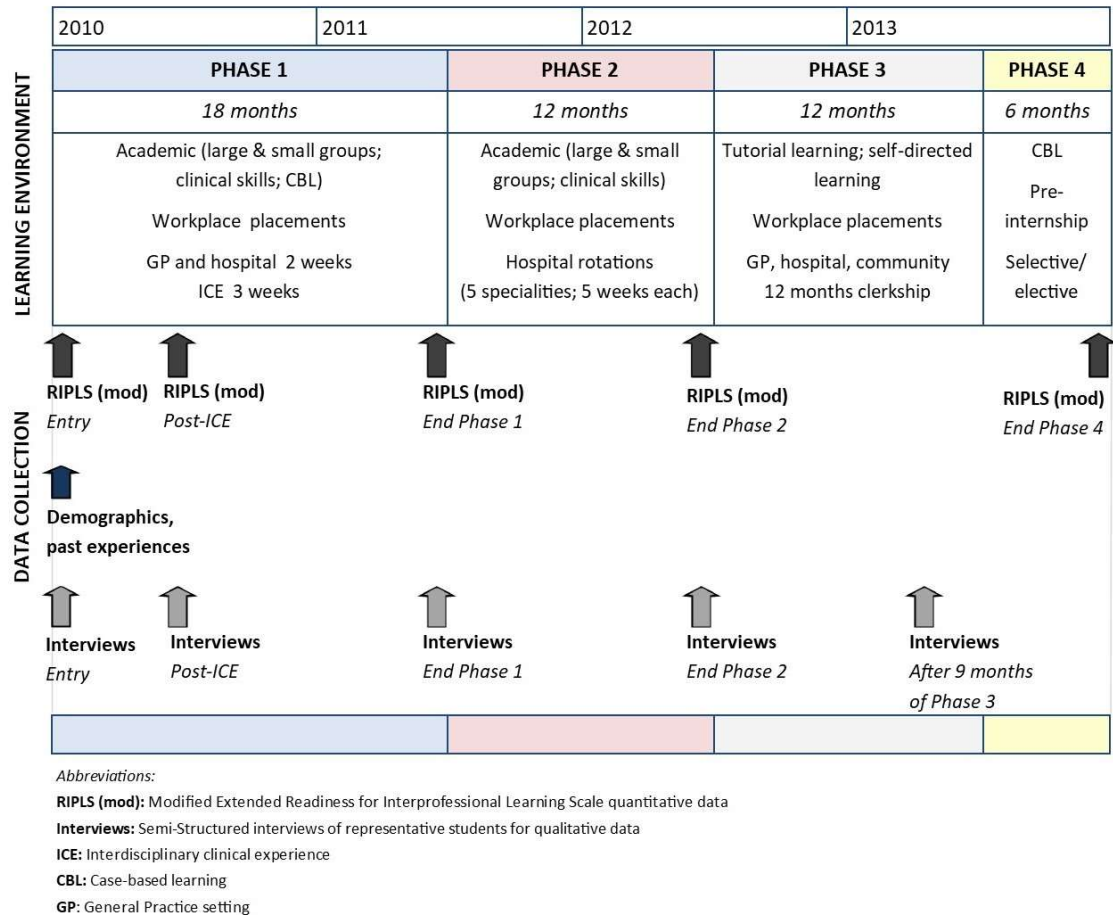 2010 2011 2012 2013
LEARNING ENVIRONMENT
PHASE 1 PHASE 2 PHASE 3 PHASE 4
18 months 12 months 12 months 6 months
Academic (large & small groups;
clinical skills; CBL)
Workplace placements
GP and hospital 2 weeks
ICE 3 weeks
Academic (large & small
groups; clinical skills)
Workplace placements
Hospital rotations
(5 specialities; 5 weeks each)
Tutorial learning; self-directed
learning
Workplace placements
GP, hospital, community
12 months clerkship
CBL
Pre-
internship
Selective/
elective
DATA COLLECTION
RIPLS (mod)
Entry
RIPLS (mod)
Post-ICE
RIPLS (mod)
End Phase 1
RIPLS (mod)
End Phase 2
RIPLS (mod)
End Phase 4
Demographics,
past experiences
Interviews
Entry
Interviews
Post-ICE
Interviews
End Phase 1
Interviews
End Phase 2
Interviews
After 9 months
of Phase 3
Abbreviations:
RIPLS (mod): Modified Extended Readiness for Interprofessional Learning Scale quantitative data
Interviews: Semi-Structured interviews of representative students for qualitative data
ICE: Interdisciplinary clinical experience
CBL: Case-based learning
GP: General Practice setting